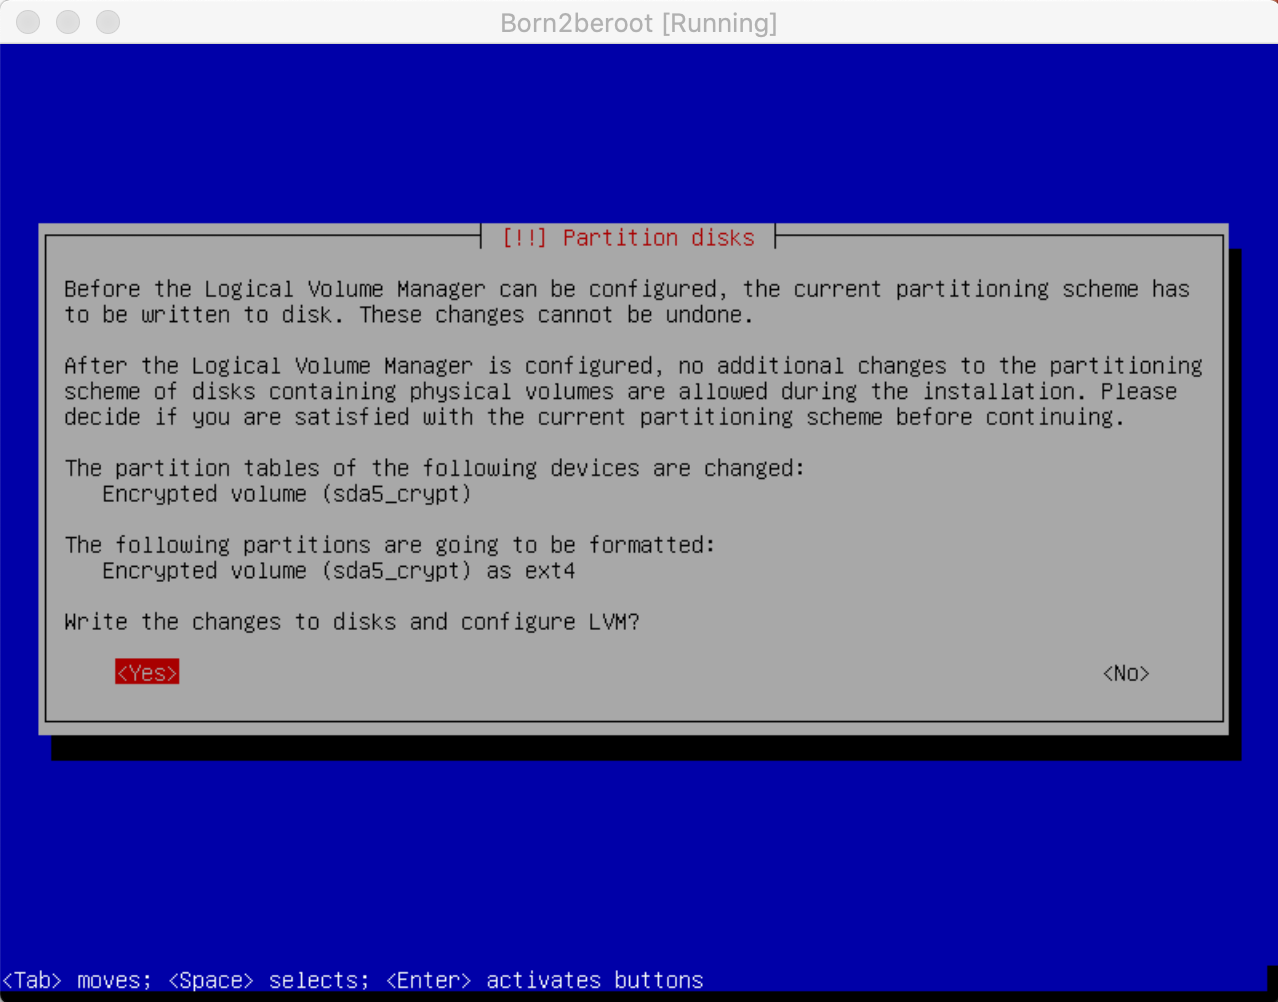 Born2beroot [Running]
[!!] Partition disks
Before the Logical Volume Manager can be configured, the current partitioning scheme has
to be written to disk. These changes cannot be undone.
After the Logical Volume Manager is configured, no additional changes to the partitioning
scheme of disks containing physical volumes are allowed during the installation. Please
decide if you are satisfied with the current partitioning scheme before continuing.
The partition tables of the following devices are changed:
Encrypted volume (sda5_crypt)
The following partitions are going to be formatted:
Encrypted volume (sda5_crypt) as ext4
Write the changes to disks and configure LVM?
<Yes> <No>
<Tab> moves; <Space> selects; <Enter> activates buttons